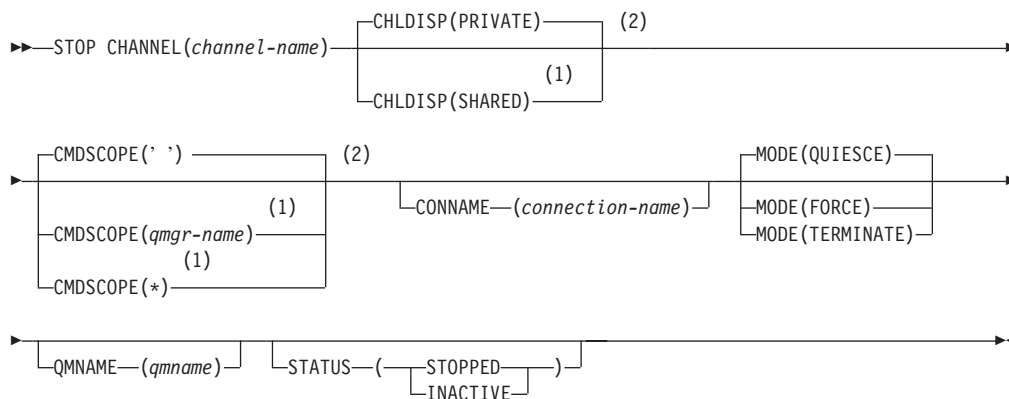 CHLDISP(PRIVATE) (2)
STOP CHANNEL(channel-name)
(1)
CHLDISP(SHARED)
CMDSCOPE(’ ’) (2)
MODE(QUIESCE)
CONNAME (connection-name)
(1)
MODE(FORCE)
CMDSCOPE(qmgr-name)
MODE(TERMINATE)
(1)
CMDSCOPE(*)
QMNAME (qmname)
STATUS ( STOPPED )
INACTIVE